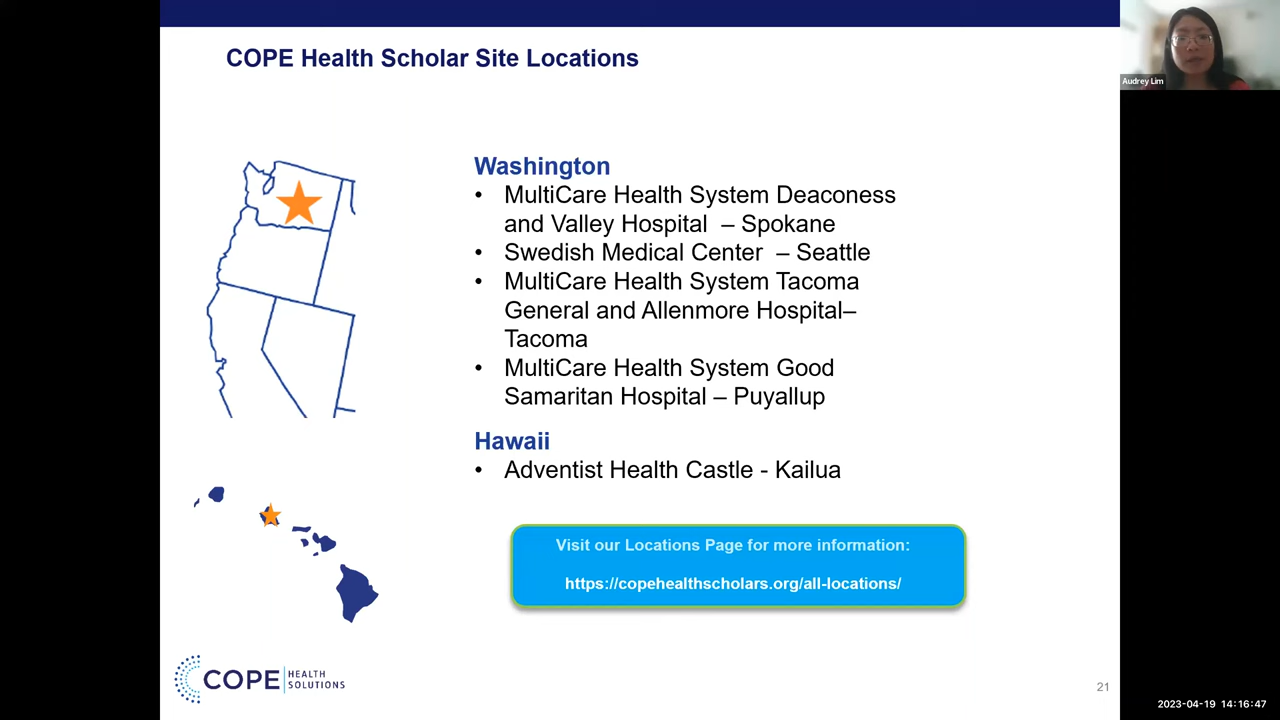 COPE Health Scholar Site Locations
Audrey Lim
Washington
• MultiCare Health System Deaconess
and Valley Hospital – Spokane
• Swedish Medical Center – Seattle
• MultiCare Health System Tacoma
General and Allenmore Hospital–
Tacoma
• MultiCare Health System Good
Samaritan Hospital – Puyallup
Hawaii
• Adventist Health Castle - Kailua
Visit our Locations Page for more information:
https://copehealthscholars.org/all-locations/
COPE HEALTH
SOLUTIONS
21
2023-04-19 14:16:47